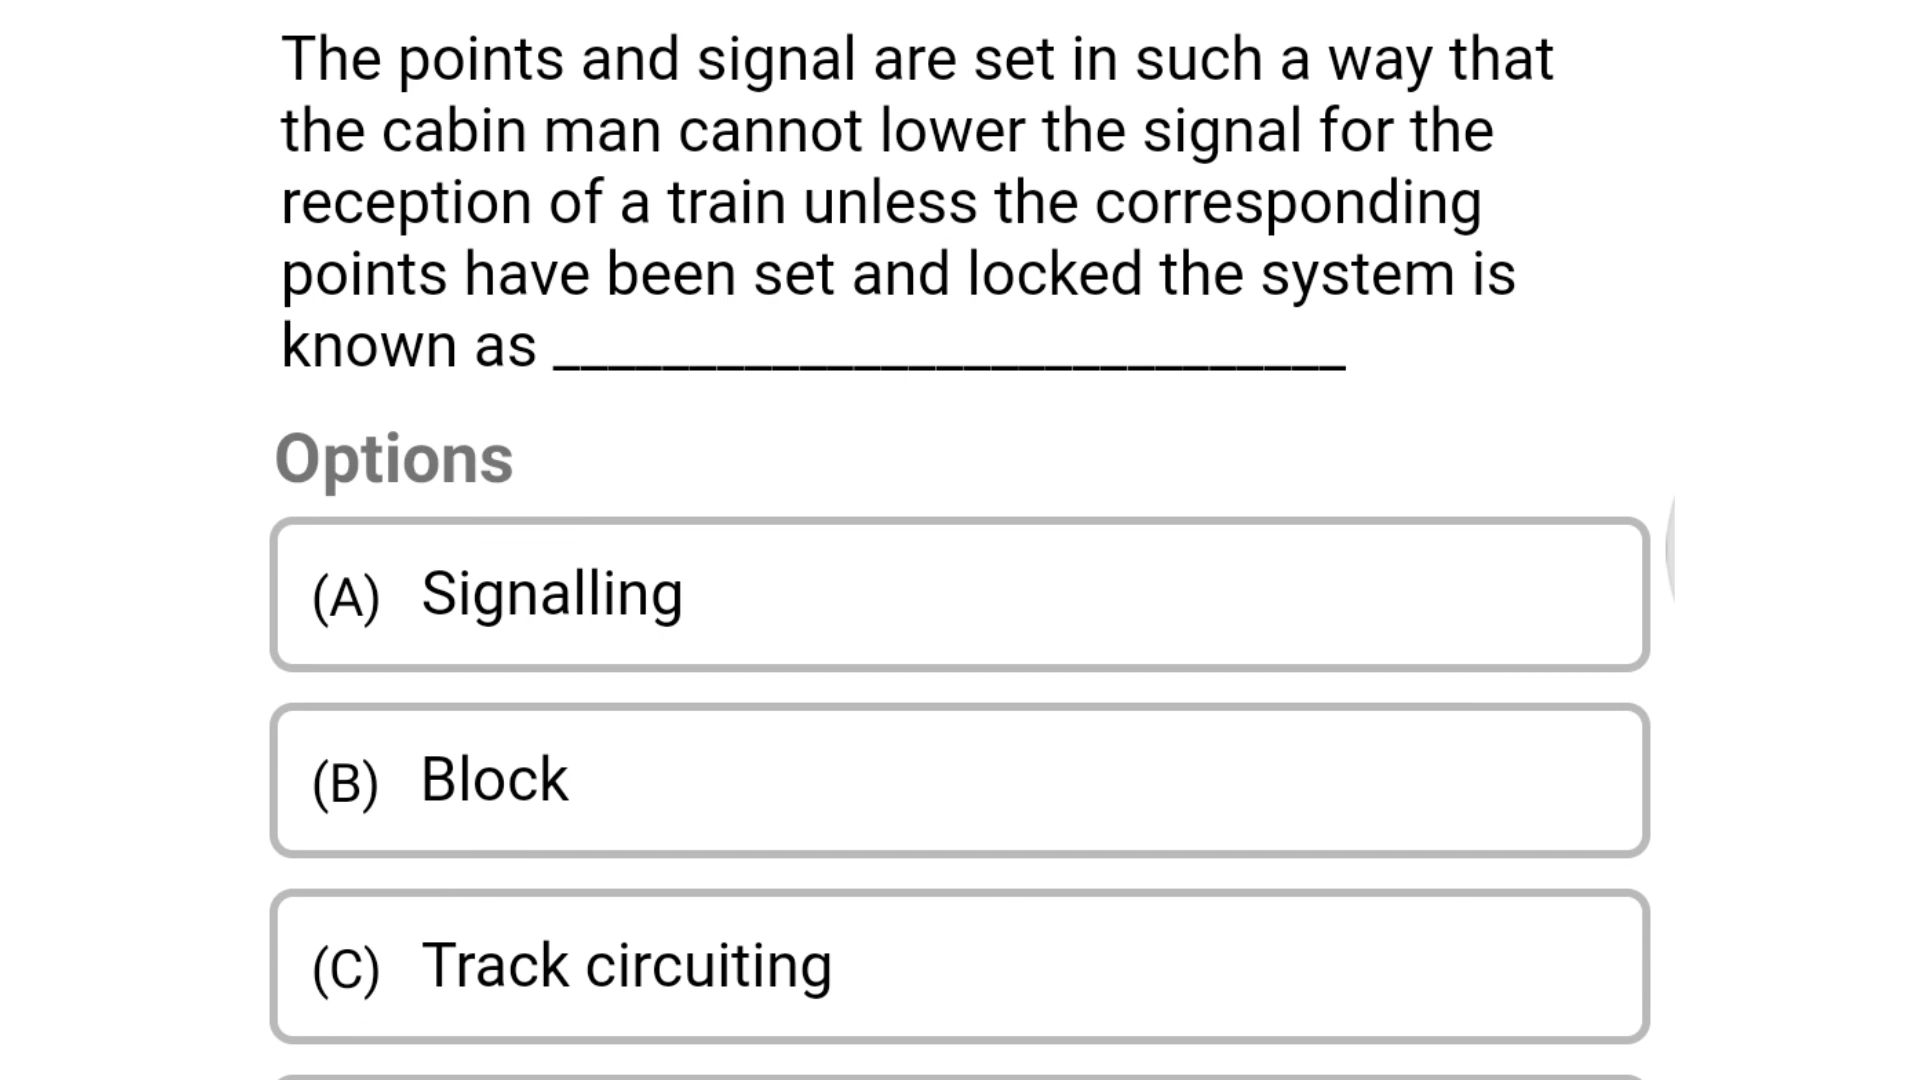 The points and signal are set in such a way that
the cabin man cannot lower the signal for the
reception of a train unless the corresponding
points have been set and locked the system is
known as _____________________________
Options
(A) Signalling
(B) Block
(C) Track circuiting